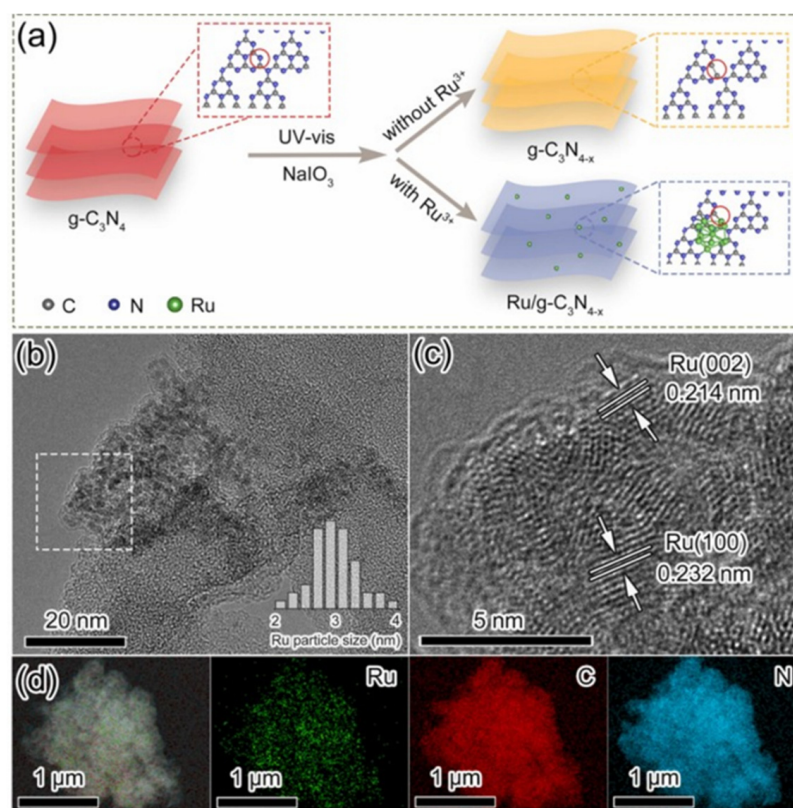 (a)
g-C₃N₄
UV-vis
NaIO₃
without Ru³⁺
with Ru³⁺
g-C₃N₄₋ₓ
Ru/g-C₃N₄₋ₓ
C
N
Ru
(b)
20 nm
2 3 4
Ru particle size (nm)
(c)
Ru(002)
0.214 nm
Ru(100)
0.232 nm
5 nm
(d)
1 µm
Ru
1 µm
C
1 µm
N
1 µm